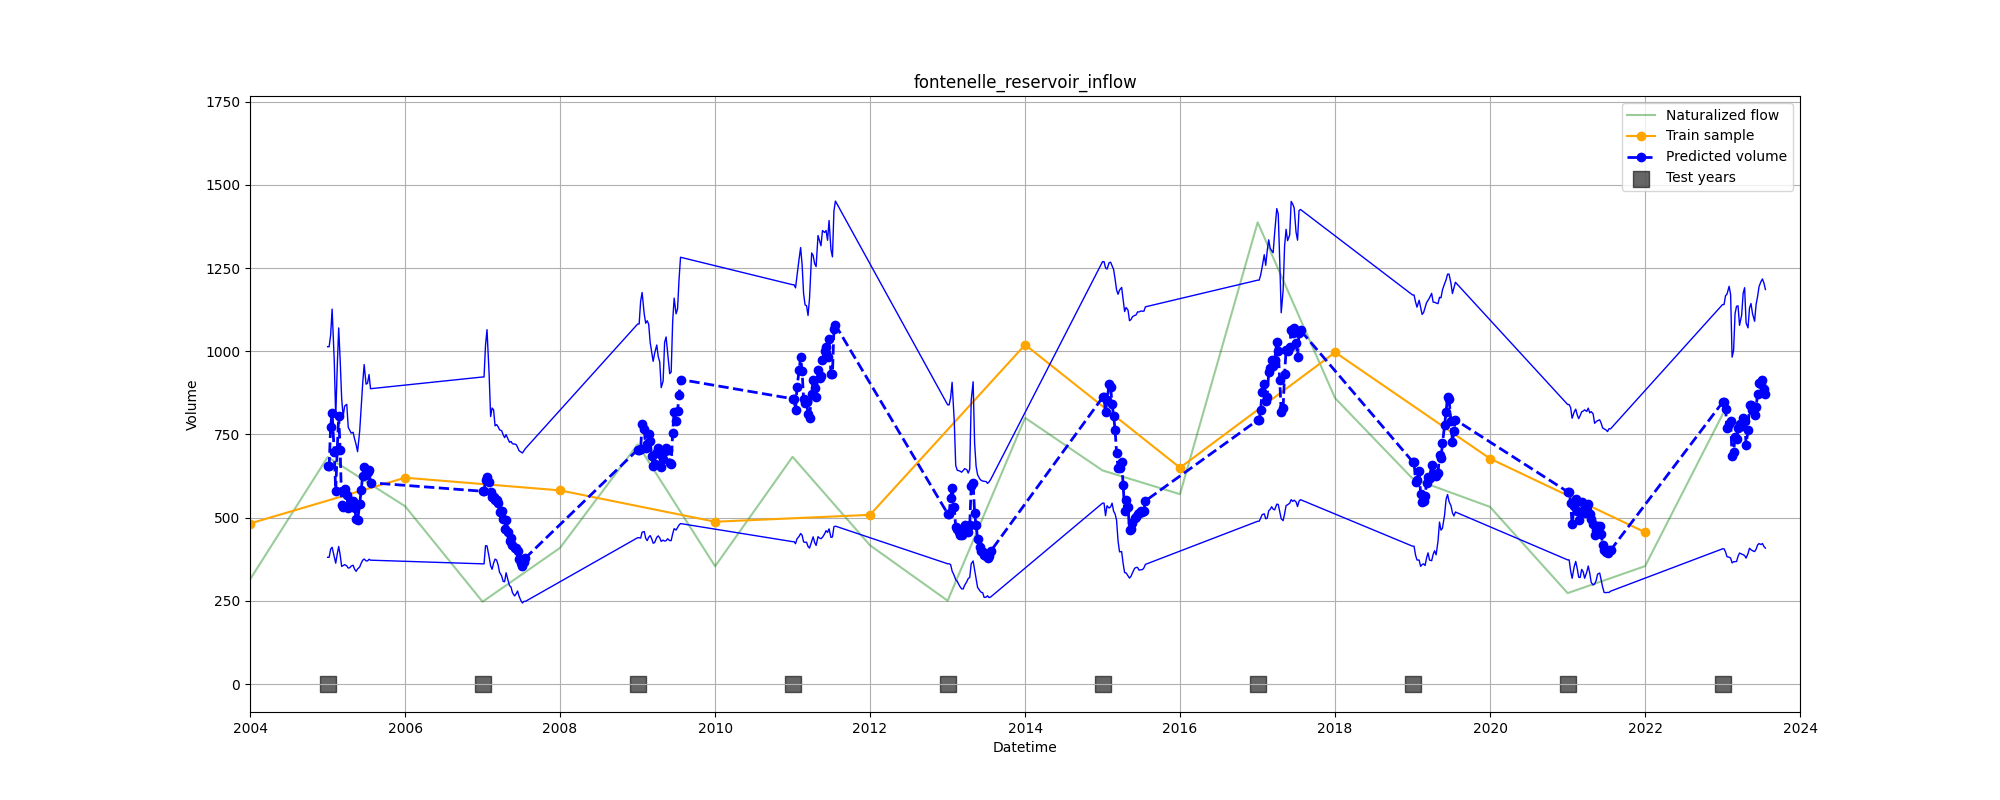 fontenelle_reservoir_inflow
1750
1500
1250
1000
750
500
250
0
Volume
Naturalized flow
Train sample
Predicted volume
Test years
2004 2006 2008 2010 2012 2014 2016 2018 2020 2022 2024
Datetime